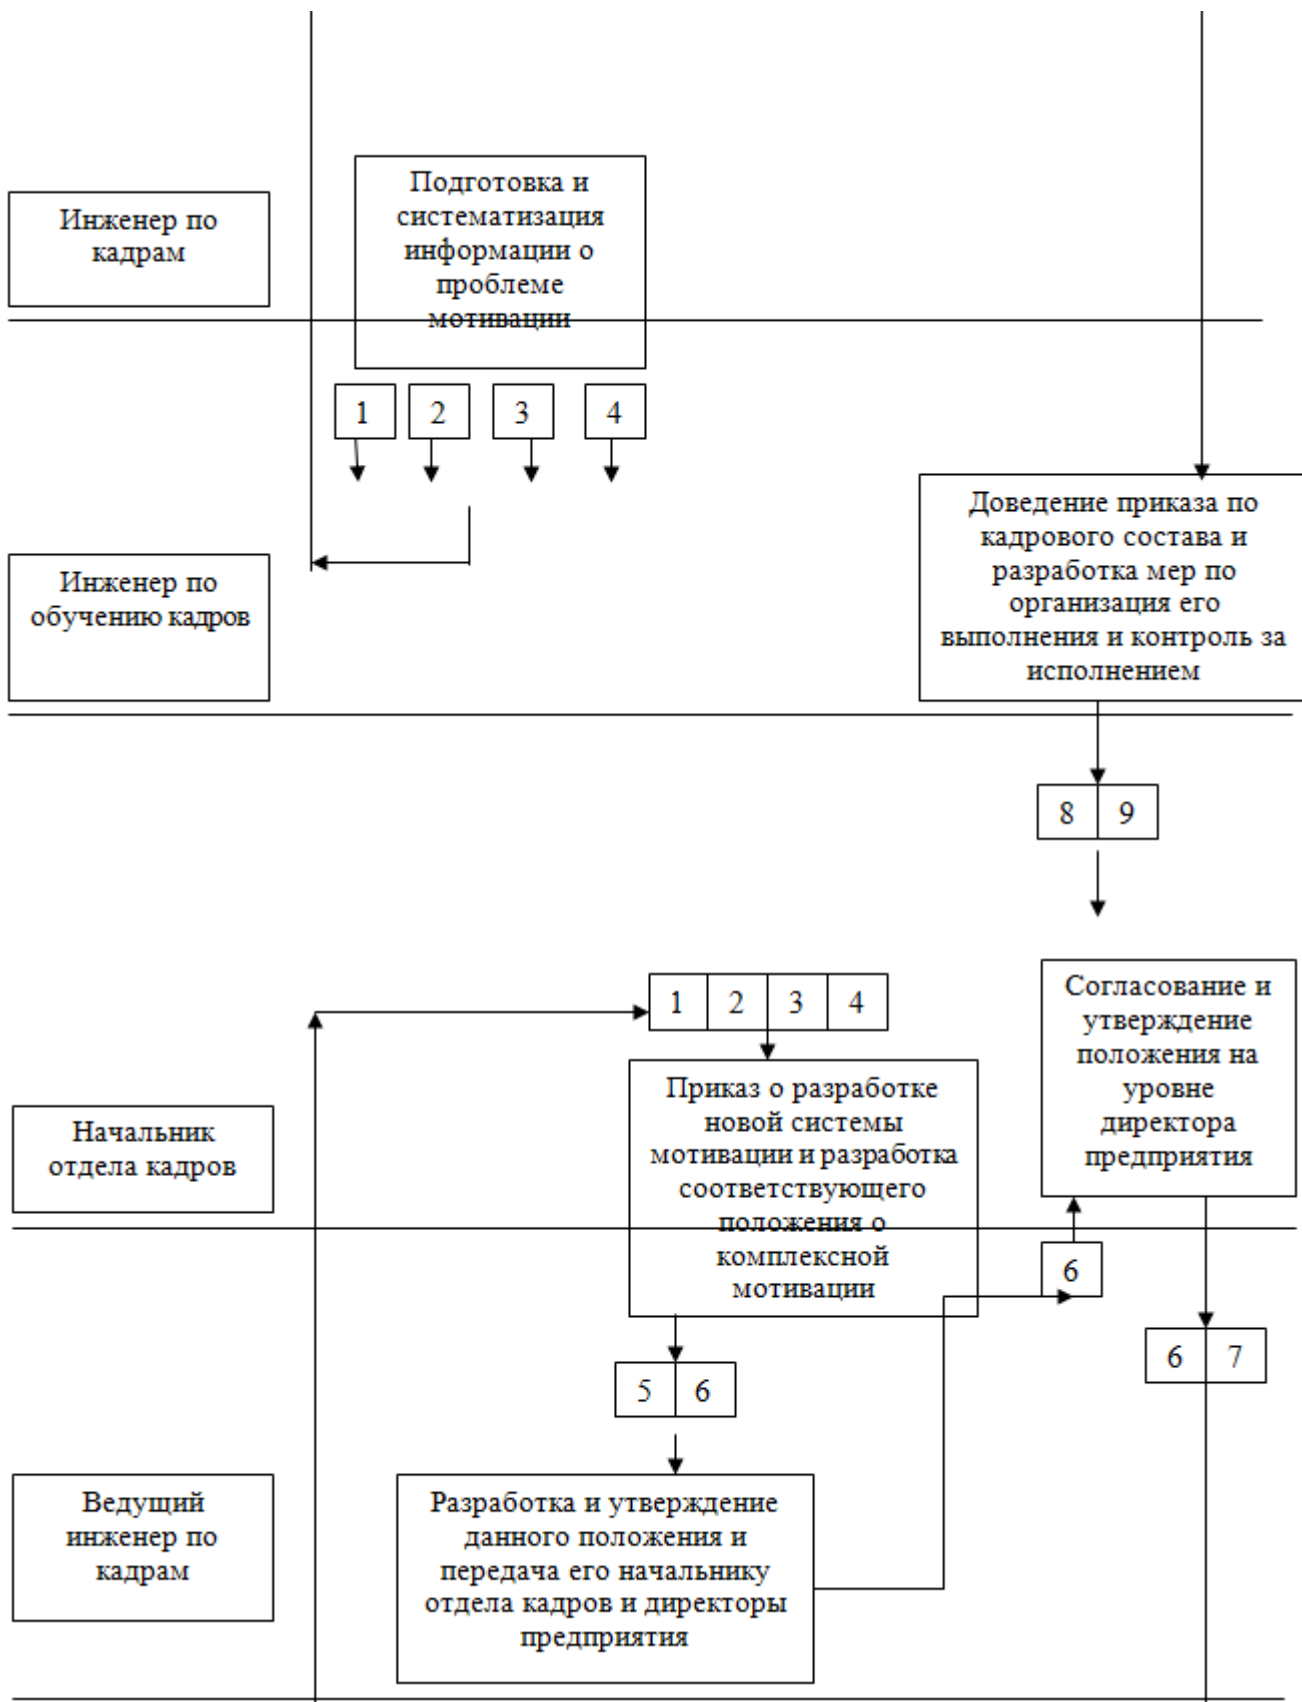 Подготовка и
систематизация
информации о
проблеме
мотивации
Инженер по
кадрам
1
2
3
4
Доведение приказа по
кадрового состава и
разработка мер по
организация его
выполнения и контроль за
исполнением
Инженер по
обучению кадров
8
9
1
2
3
4
Согласование и
утверждение
положения на
уровне
директора
предприятия
Приказ о разработке
новой системы
мотивации и разработка
соответствующего
положения о
комплексной
мотивации
Начальник
отдела кадров
6
6
7
5
6
Ведущий
инженер по
кадрам
Разработка и утверждение
данного положения и
передача его начальнику
отдела кадров и директоры
предприятия